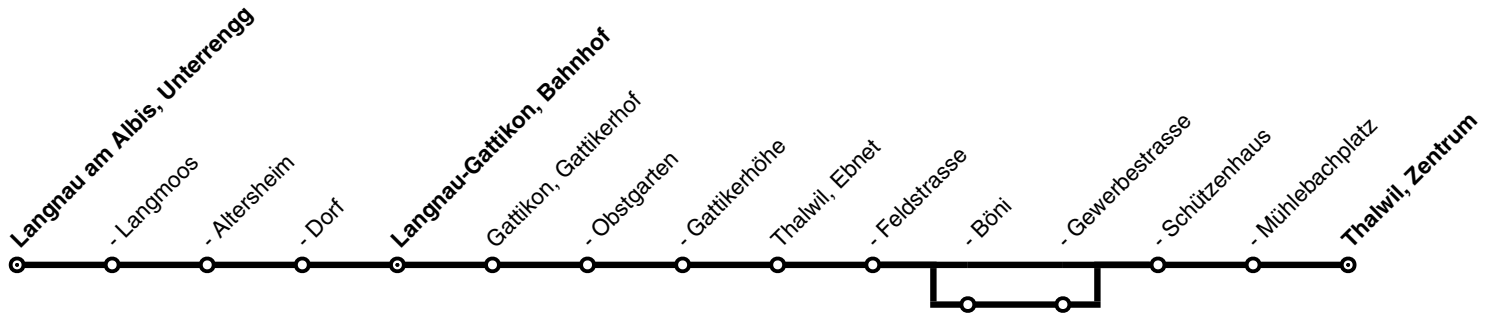 Langnau am Albis, Unterrengg
- Langmoos
- Altersheim
- Dorf
Langnau-Gattikon, Bahnhof
Gattikon, Gattikerhof
- Obstgarten
- Gattikerhöhe
Thalwil, Ebnet
- Feldstrasse
- Böni
- Gewerbestrasse
- Schützenhaus
- Mühlebachplatz
Thalwil, Zentrum